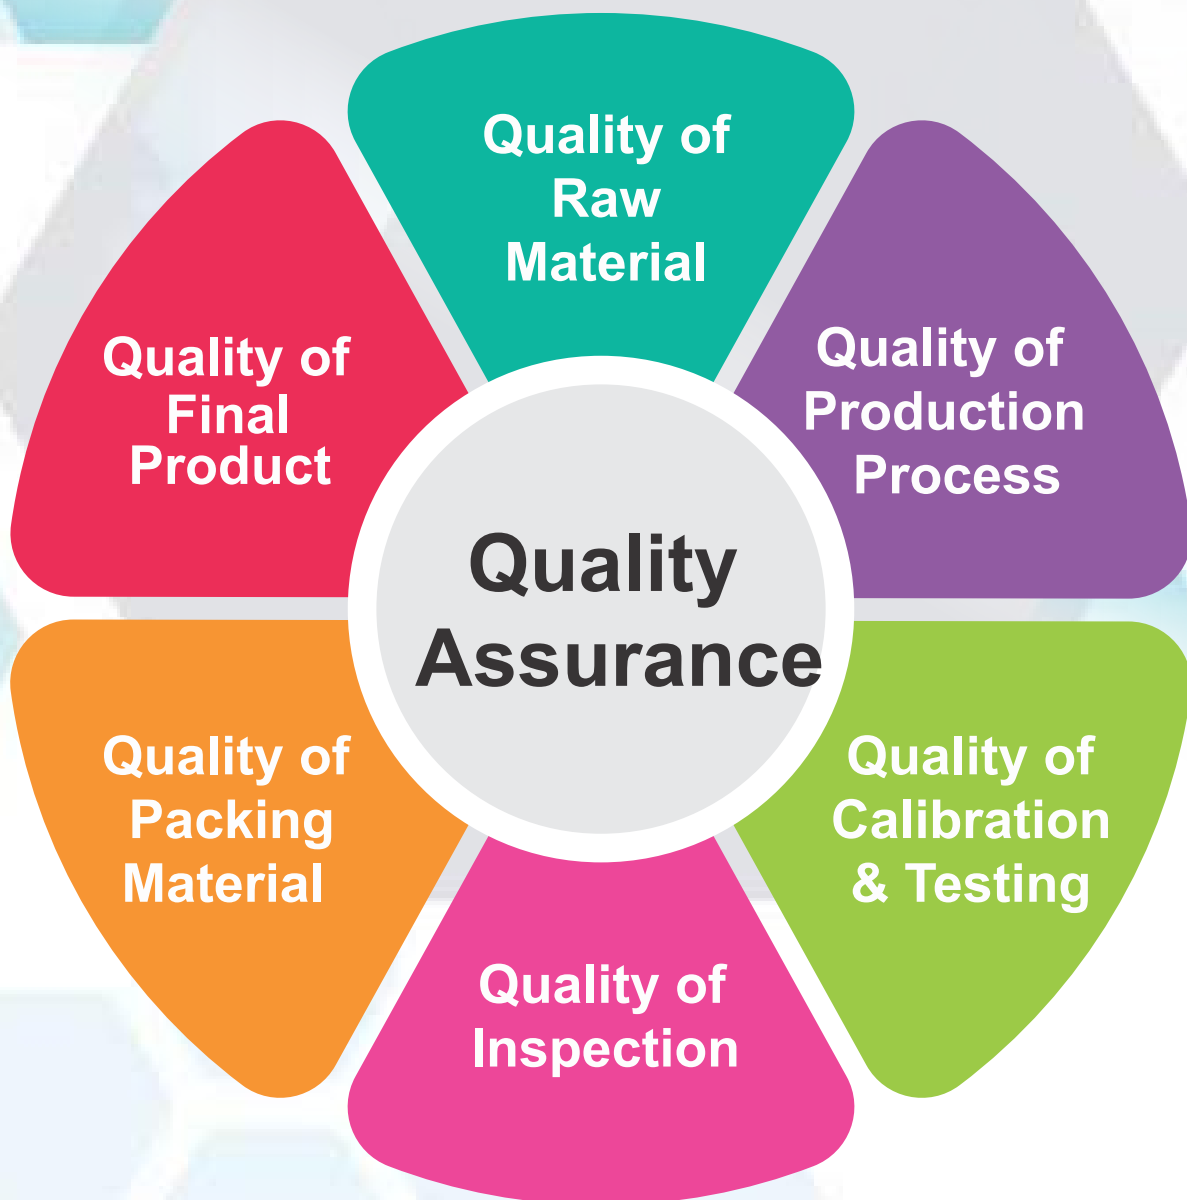 Quality of
Raw
Material
Quality of
Production
Process
Quality of
Calibration
& Testing
Quality of
Inspection
Quality of
Packing
Material
Quality of
Final
Product
Quality
Assurance